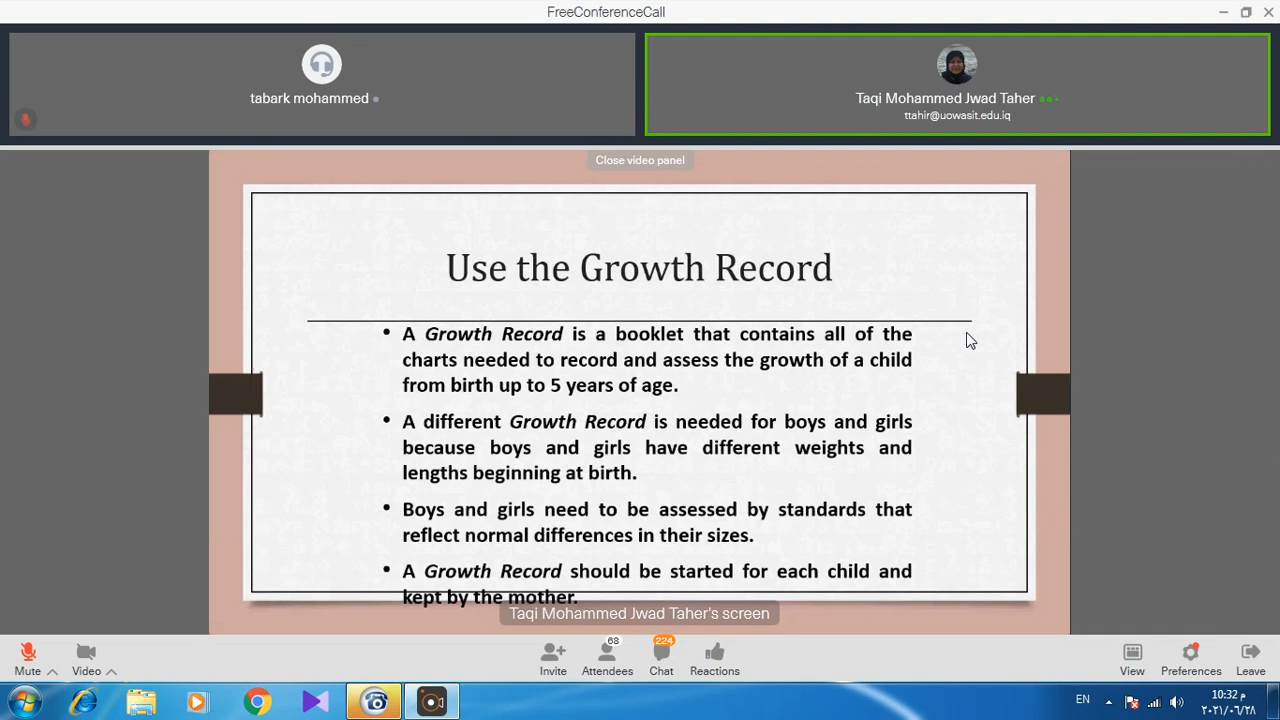 FreeConferenceCall
tabark mohammed
Taqi Mohammed Jwad Taher
ttahir@uowasit.edu.iq
Close video panel
Use the Growth Record
• A Growth Record is a booklet that contains all of the
charts needed to record and assess the growth of a child
from birth up to 5 years of age.
• A different Growth Record is needed for boys and girls
because boys and girls have different weights and
lengths beginning at birth.
• Boys and girls need to be assessed by standards that
reflect normal differences in their sizes.
• A Growth Record should be started for each child and
kept by the mother.
Taqi Mohammed Jwad Taher's screen
68
224
Mute
Video
Invite
Attendees
Chat
Reactions
View
Preferences
Leave
EN
10:32 م
٢٠٢١/٠٦/٢٨